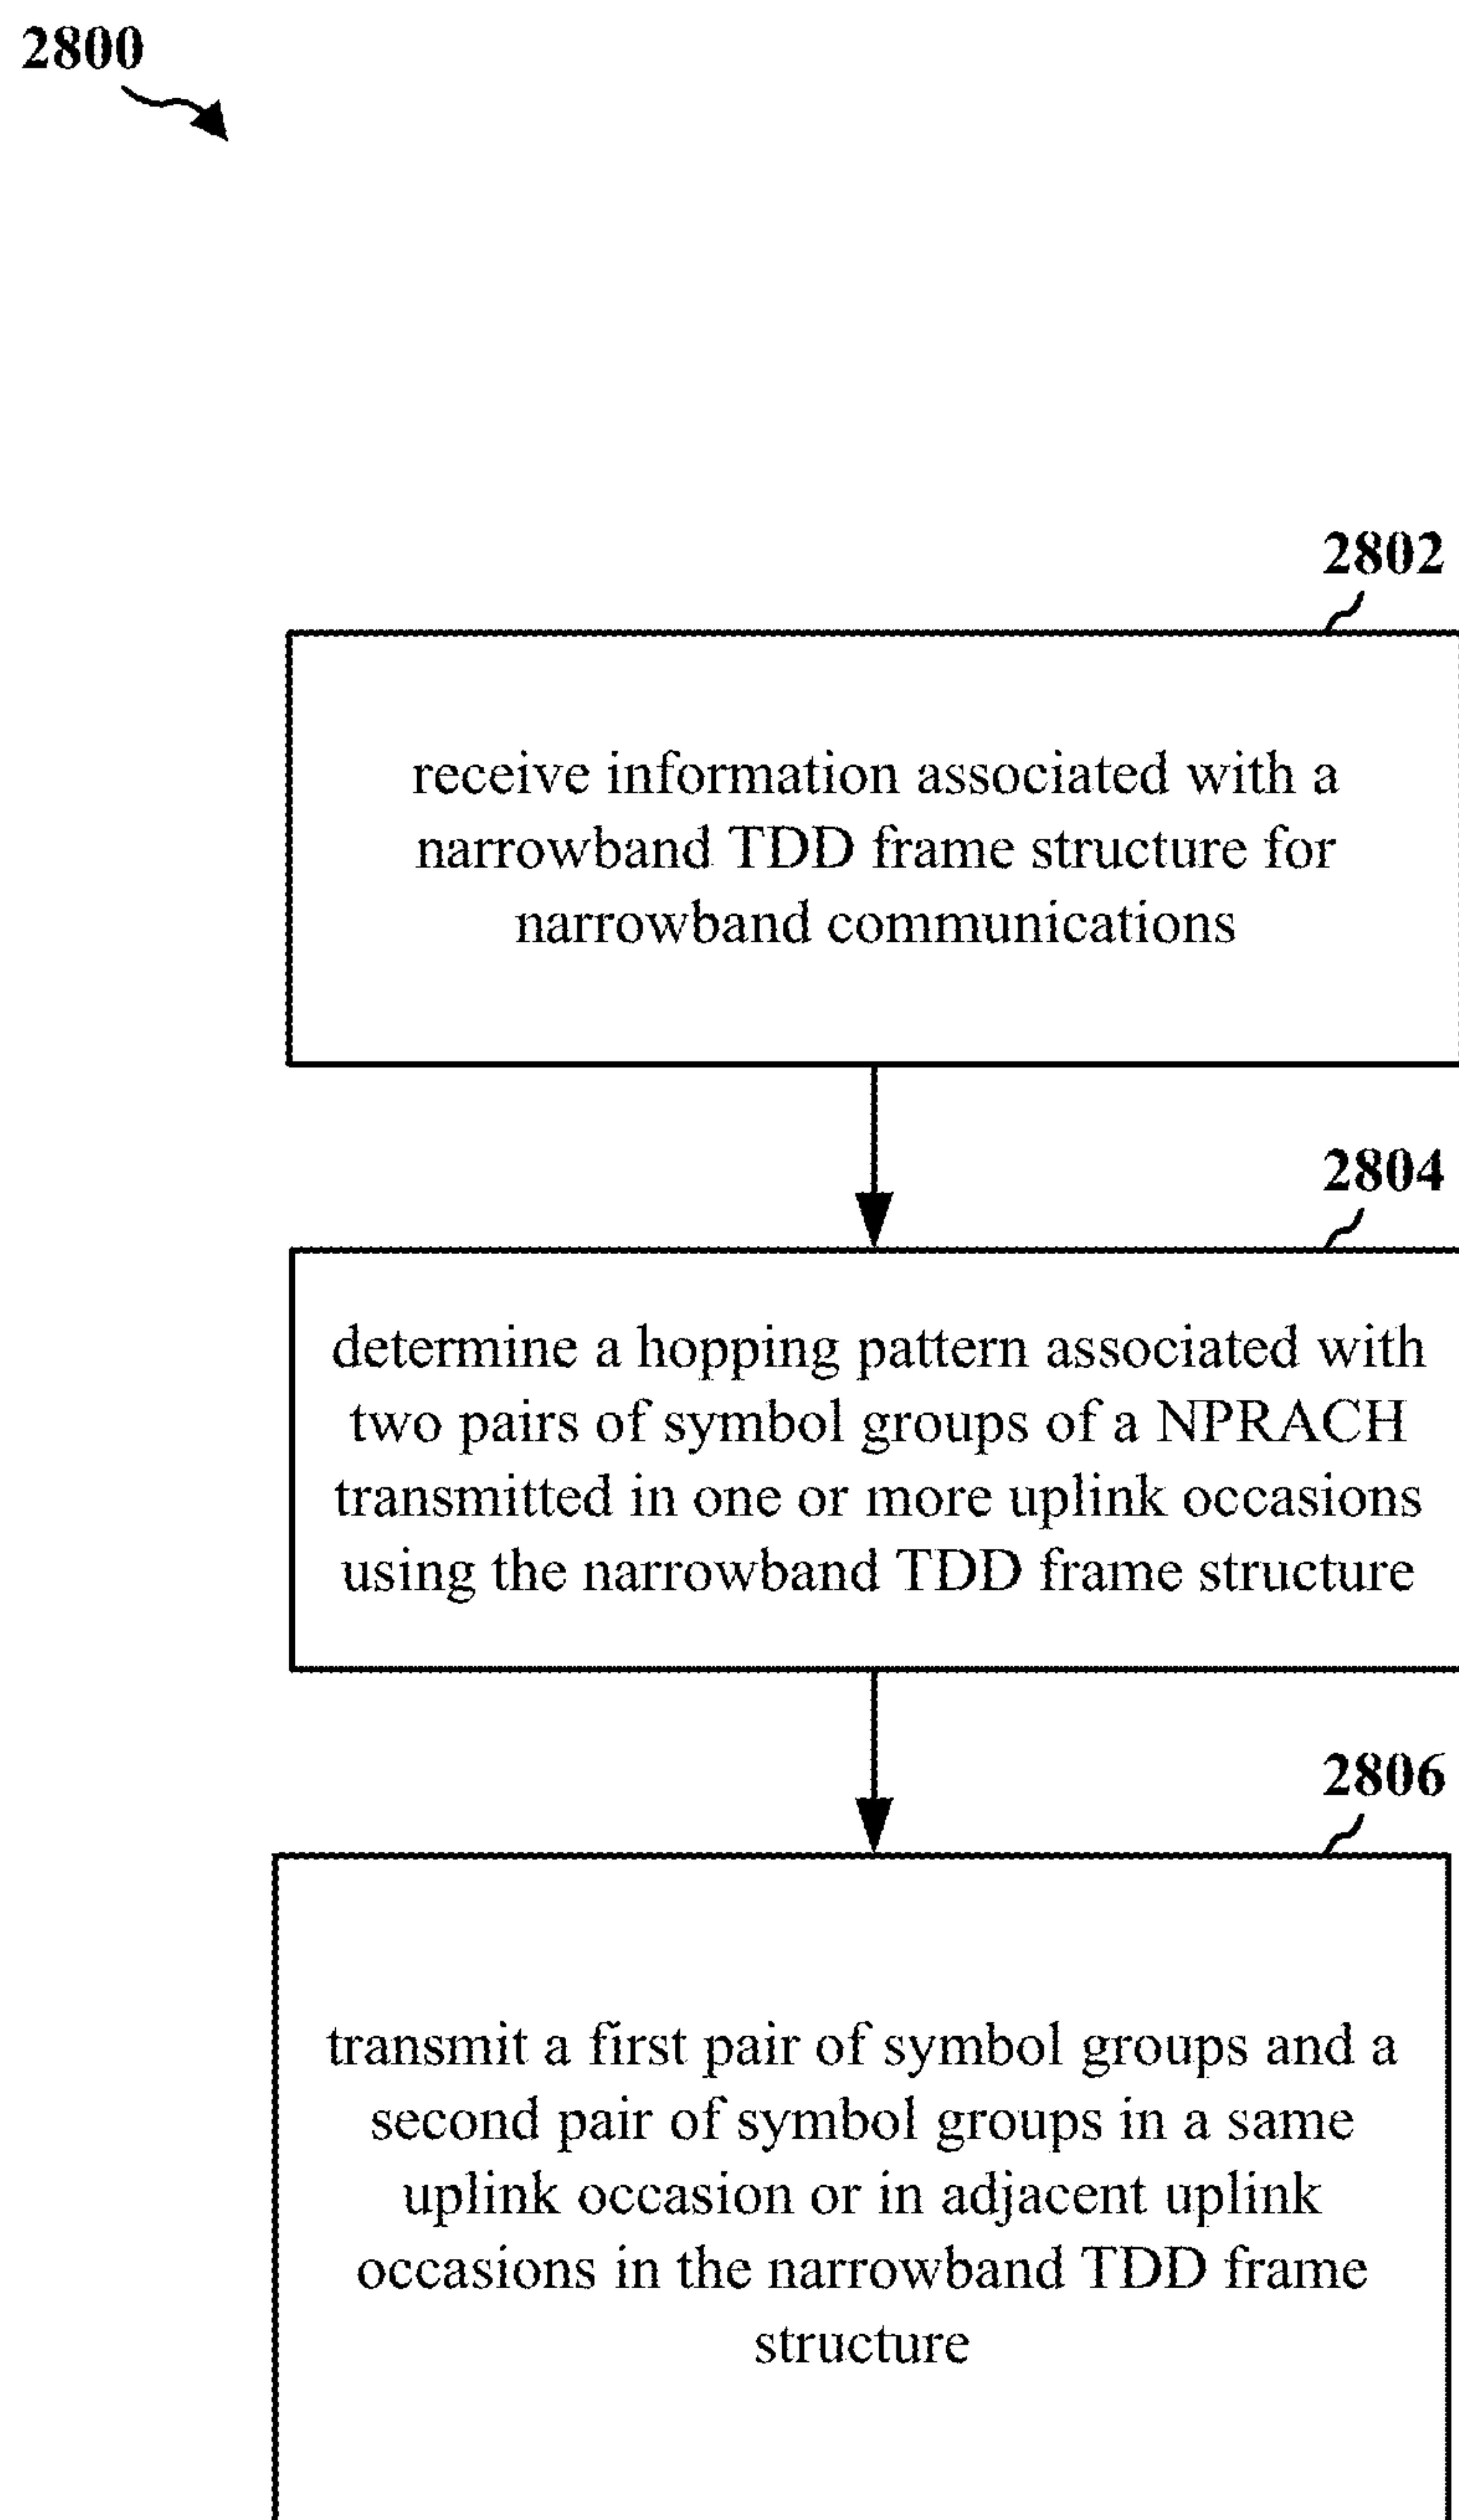 2800
2802
receive information associated with a
narrowband TDD frame structure for
narrowband communications
2804
determine a hopping pattern associated with
two pairs of symbol groups of a NPRACH
transmitted in one or more uplink occasions
using the narrowband TDD frame structure
2806
transmit a first pair of symbol groups and a
second pair of symbol groups in a same
uplink occasion or in adjacent uplink
occasions in the narrowband TDD frame
structure